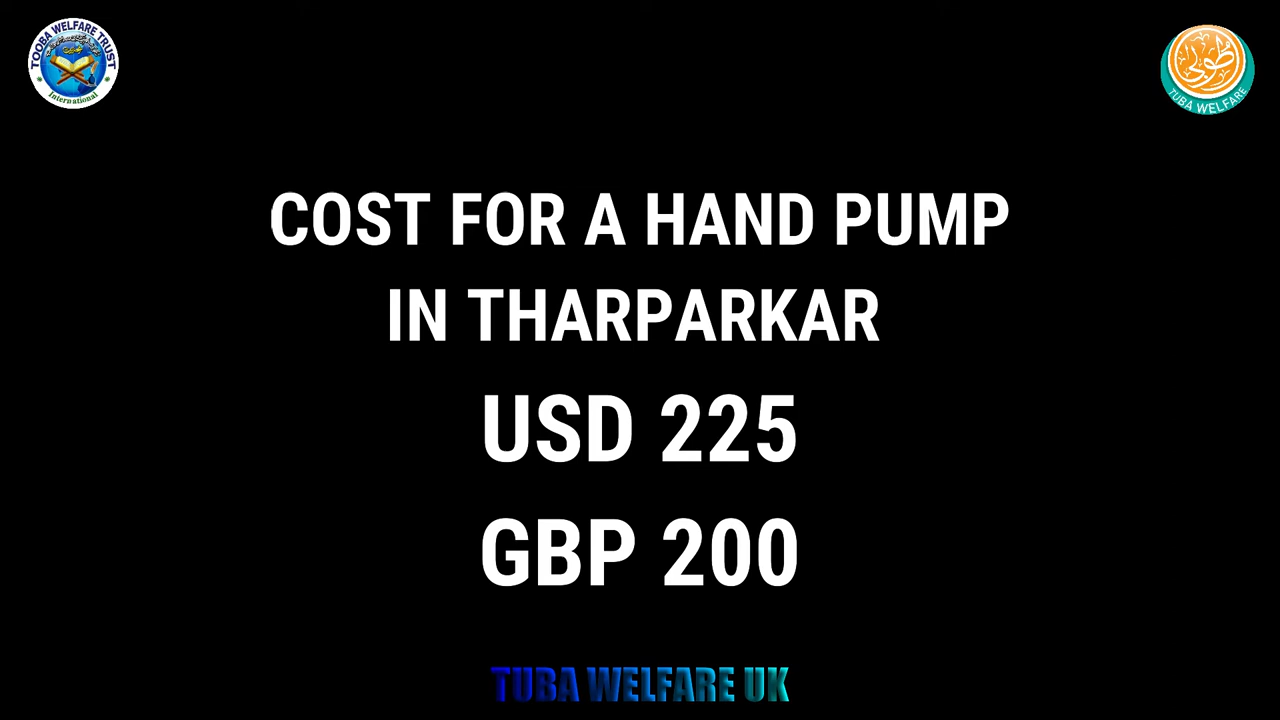 TOOBA WELFARE TRUST
International
طوبیٰ
TUBA WELFARE
COST FOR A HAND PUMP
IN THARPARKAR
USD 225
GBP 200
TUBA WELFARE UK